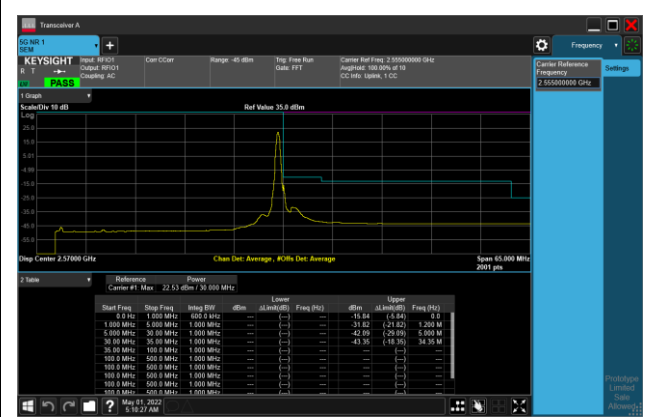 Transceiver A
5G NR 1
SEM
Frequency
KEYSIGHT
R T
PASS
Input: RFIO1
Output: RFIO1
Coupling: AC
Corr CCorr
Range: -45 dBm
Trig: Free Run
Gate: FFT
Carrier Ref Freq: 2.555000000 GHz
Avg|Hold: 100.00% of 10
CC Info: Uplink, 1 CC
Carrier Reference
Frequency
2.555000000 GHz
Settings
1 Graph
Scale/Div 10 dB
Ref Value 35.0 dBm
Log
25.0
15.0
5.01
-4.99
-15.0
-25.0
-35.0
-45.0
-55.0
Disp Center 2.57000 GHz
Chan Det: Average , #Offs Det: Average
Span 65.000 MHz
2001 pts
2 Table
Reference Power
Carrier #1 Max 22.53 dBm / 30.000 MHz
Lower Upper
Start Freq Stop Freq Integ BW dBm ΔLimit(dB) Freq (Hz) dBm ΔLimit(dB) Freq (Hz)
0.0 Hz 1.000 MHz 600.0 kHz --- (---) --- -15.84 (-5.84) 0.0
1.000 MHz 5.000 MHz 1.000 MHz --- (---) --- -31.82 (-21.82) 1.200 M
5.000 MHz 30.00 MHz 1.000 MHz --- (---) --- -42.09 (-29.09) 5.000 M
30.00 MHz 35.00 MHz 1.000 MHz --- (---) --- -43.35 (-18.35) 34.35 M
35.00 MHz 100.0 MHz 1.000 MHz --- (---) --- --- (---) ---
100.0 MHz 500.0 MHz 1.000 MHz --- (---) --- --- (---) ---
100.0 MHz 500.0 MHz 1.000 MHz --- (---) --- --- (---) ---
100.0 MHz 500.0 MHz 1.000 MHz --- (---) --- --- (---) ---
100.0 MHz 500.0 MHz 1.000 MHz --- (---) --- --- (---) ---
100.0 MHz 500.0 MHz 1.000 MHz --- (---) --- --- (---) ---
May 01, 2022
5:10:27 AM
Prototype
Limited
Sale
Allowed